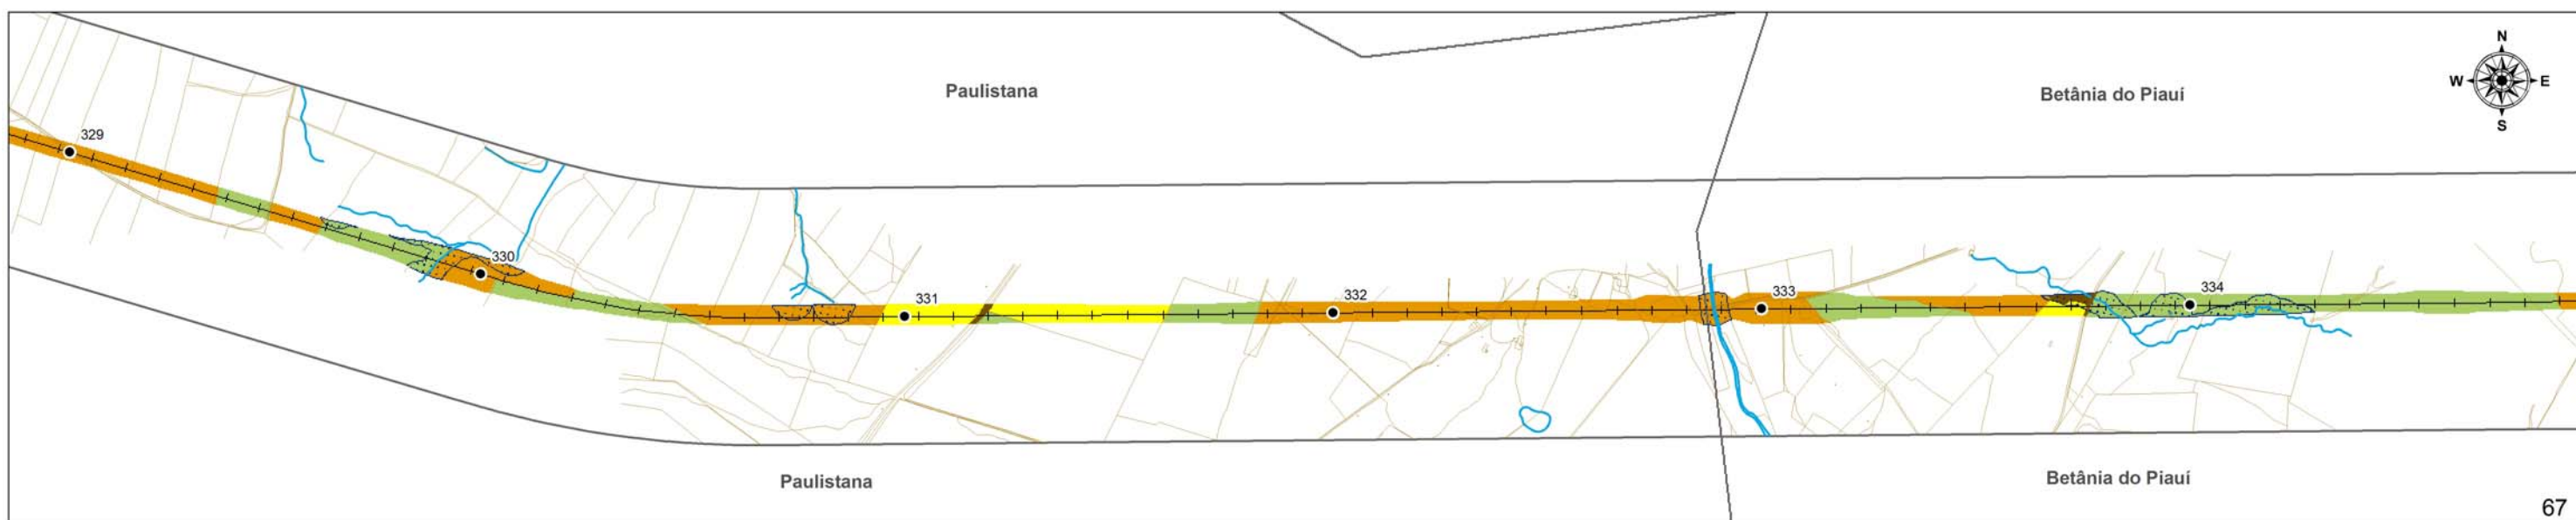 N
Paulistana
Betânia do Piauí
W
E
S
329
330
331
332
333
334
Paulistana
Betânia do Piauí
67